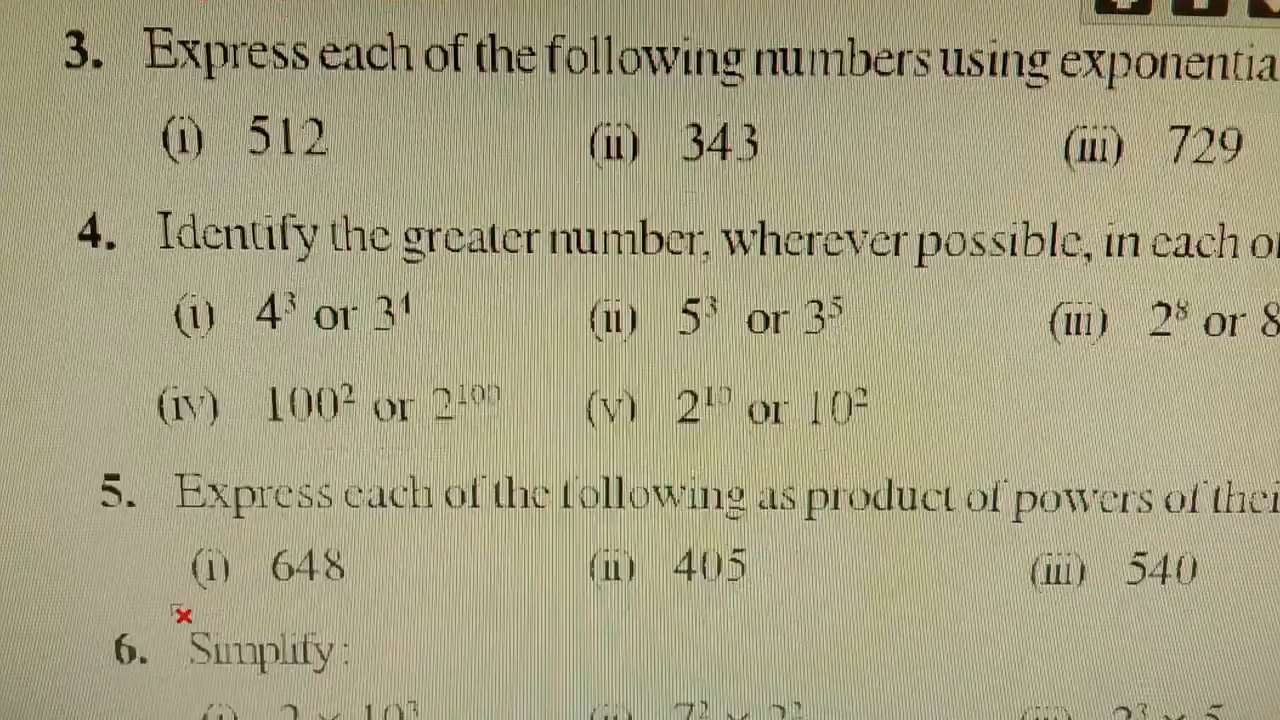 3. Express each of the following numbers using exponentia
(i) 512 (ii) 343 (iii) 729
4. Identify the greater number, wherever possible, in each of
(i) 4³ or 3⁴ (ii) 5³ or 3⁵ (iii) 2⁸ or 8
(iv) 100² or 2¹⁰⁰ (v) 2¹⁰ or 10²
5. Express each of the following as product of powers of thei
(i) 648 (ii) 405 (iii) 540
6. Simplify: